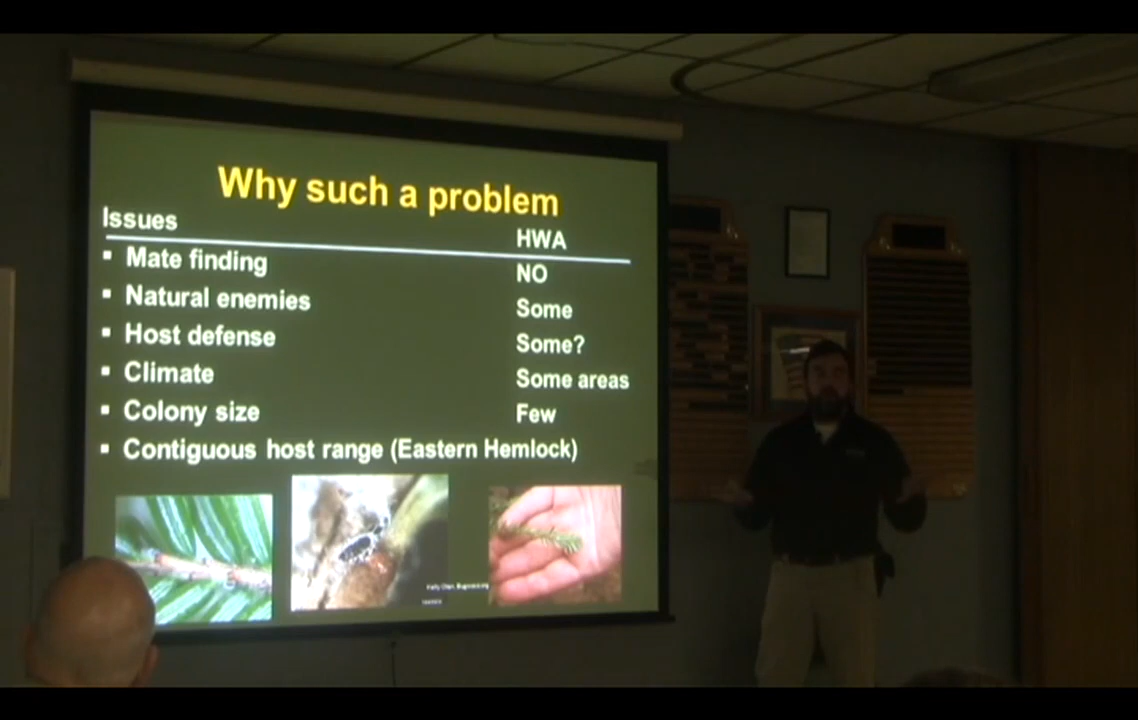 Why such a problem
Issues HWA
▪ Mate finding NO
▪ Natural enemies Some
▪ Host defense Some?
▪ Climate Some areas
▪ Colony size Few
▪ Contiguous host range (Eastern Hemlock)